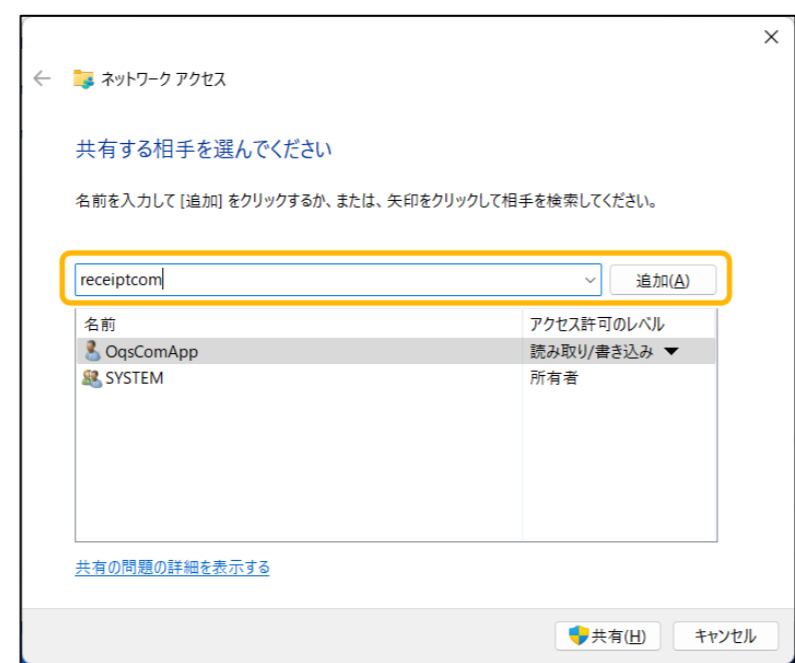 ネットワーク アクセス
共有する相手を選んでください
名前を入力して [追加] をクリックするか、または、矢印をクリックして相手を検索してください。
receiptcom 追加(A)
名前 アクセス許可のレベル
OqsComApp 読み取り/書き込み ▼
SYSTEM 所有者
共有の問題の詳細を表示する
共有(H) キャンセル